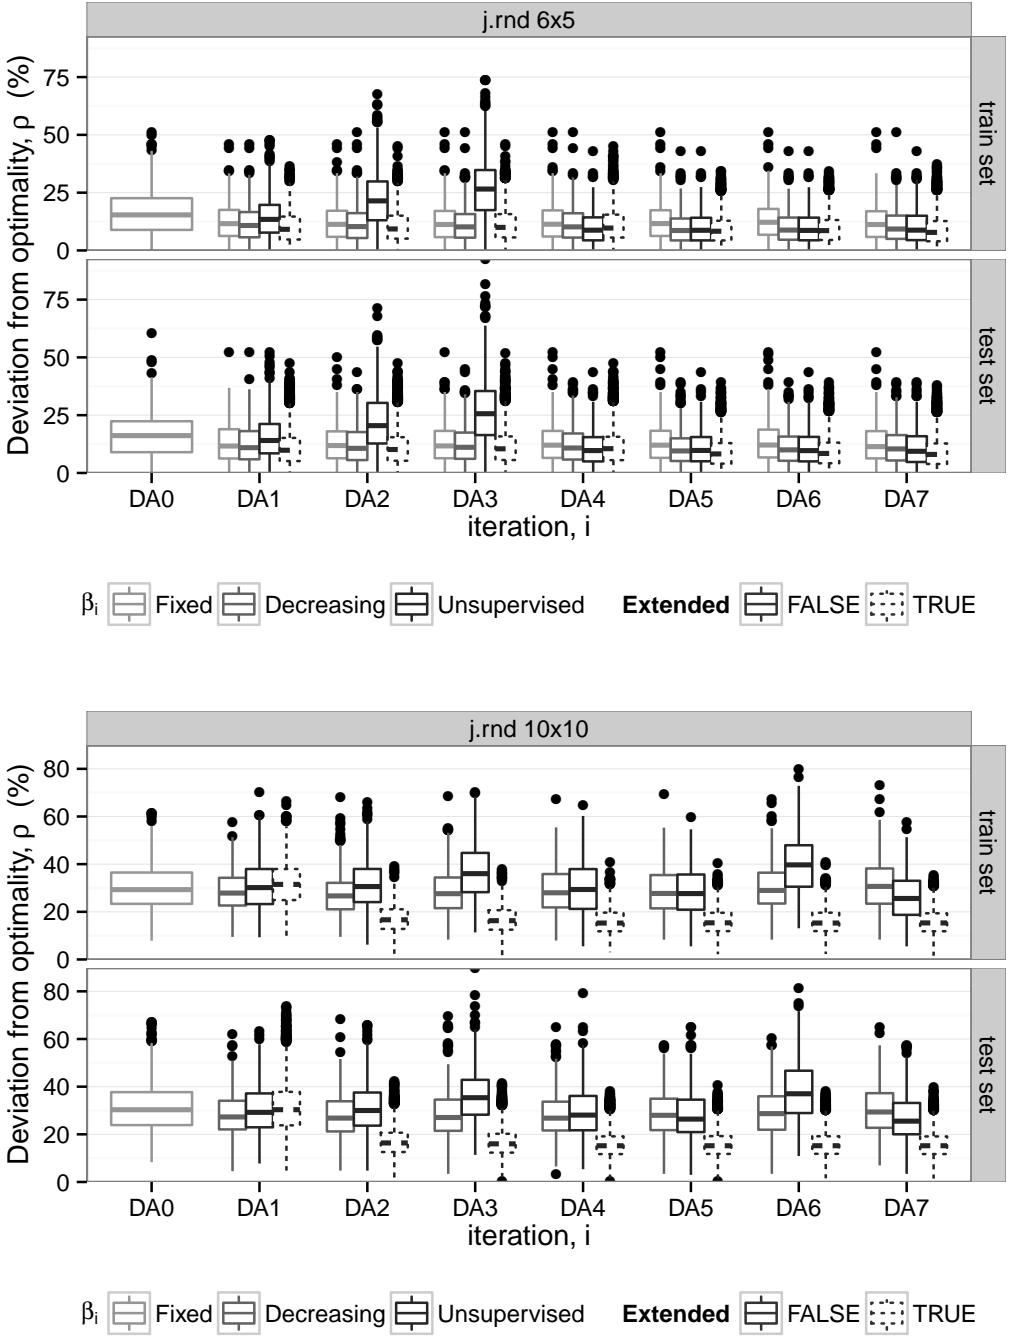 j.rnd 6x5
Deviation from optimality, ρ (%)
75
50
25
0
train set
75
50
25
0
test set
DA0 DA1 DA2 DA3 DA4 DA5 DA6 DA7
iteration, i
βi Fixed Decreasing Unsupervised Extended FALSE TRUE
j.rnd 10x10
Deviation from optimality, ρ (%)
80
60
40
20
0
train set
80
60
40
20
0
test set
DA0 DA1 DA2 DA3 DA4 DA5 DA6 DA7
iteration, i
βi Fixed Decreasing Unsupervised Extended FALSE TRUE